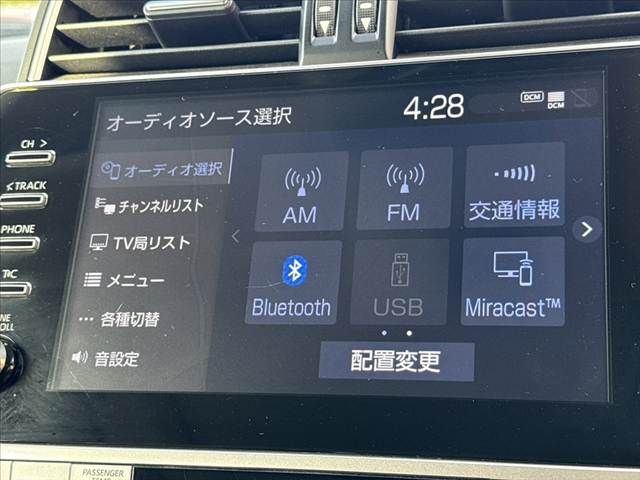 オーディオソース選択
4:28
DCM
DCM
CH >
オーディオ選択
< TRACK
チャンネルリスト
PHONE
TV局リスト
メニュー
各種切替
音設定
AM
FM
交通情報
Bluetooth
USB
Miracast™
配置変更
PASSENGER
TEMP